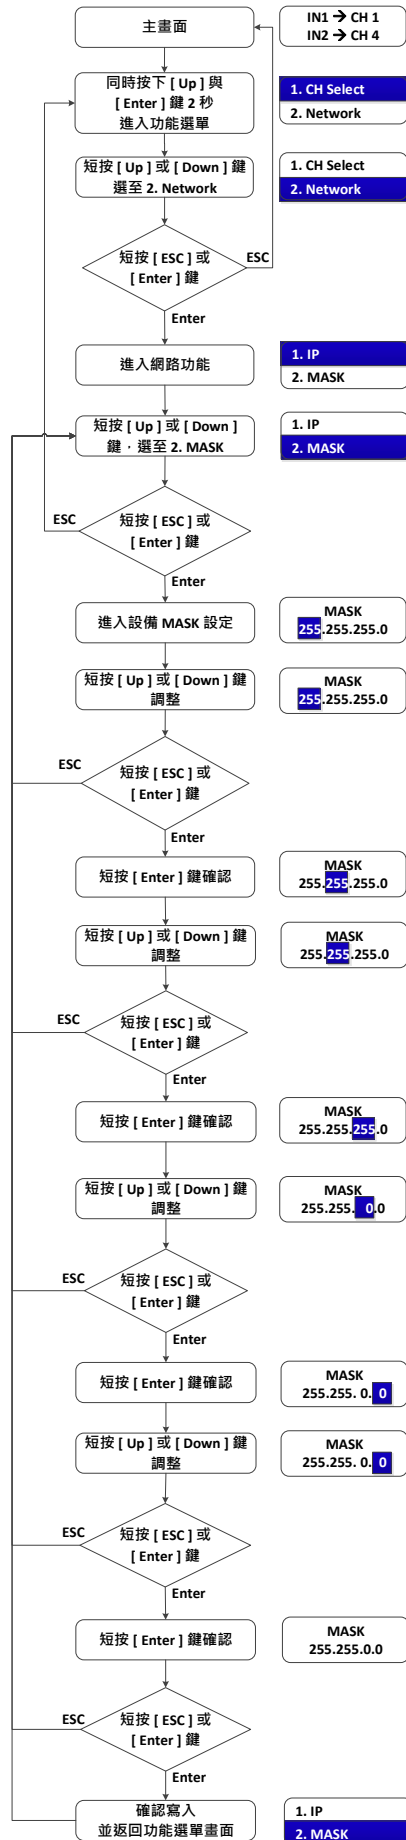 主畫面
IN1 → CH 1
IN2 → CH 4
同時按下 [ Up ] 與
[ Enter ] 鍵 2 秒
進入功能選單
1. CH Select
2. Network
短按 [ Up ] 或 [ Down ] 鍵
選至 2. Network
1. CH Select
2. Network
短按 [ ESC ] 或
[ Enter ] 鍵
ESC
Enter
進入網路功能
1. IP
2. MASK
短按 [ Up ] 或 [ Down ]
鍵，選至 2. MASK
1. IP
2. MASK
ESC
短按 [ ESC ] 或
[ Enter ] 鍵
Enter
進入設備 MASK 設定
MASK
255.255.255.0
短按 [ Up ] 或 [ Down ] 鍵
調整
MASK
255.255.255.0
ESC
短按 [ ESC ] 或
[ Enter ] 鍵
Enter
短按 [ Enter ] 鍵確認
MASK
255.255.255.0
短按 [ Up ] 或 [ Down ] 鍵
調整
MASK
255.255.255.0
ESC
短按 [ ESC ] 或
[ Enter ] 鍵
Enter
短按 [ Enter ] 鍵確認
MASK
255.255.255.0
短按 [ Up ] 或 [ Down ] 鍵
調整
MASK
255.255. 0.0
ESC
短按 [ ESC ] 或
[ Enter ] 鍵
Enter
短按 [ Enter ] 鍵確認
MASK
255.255. 0. 0
短按 [ Up ] 或 [ Down ] 鍵
調整
MASK
255.255. 0. 0
ESC
短按 [ ESC ] 或
[ Enter ] 鍵
Enter
短按 [ Enter ] 鍵確認
MASK
255.255.0.0
ESC
短按 [ ESC ] 或
[ Enter ] 鍵
Enter
確認寫入
並返回功能選單畫面
1. IP
2. MASK